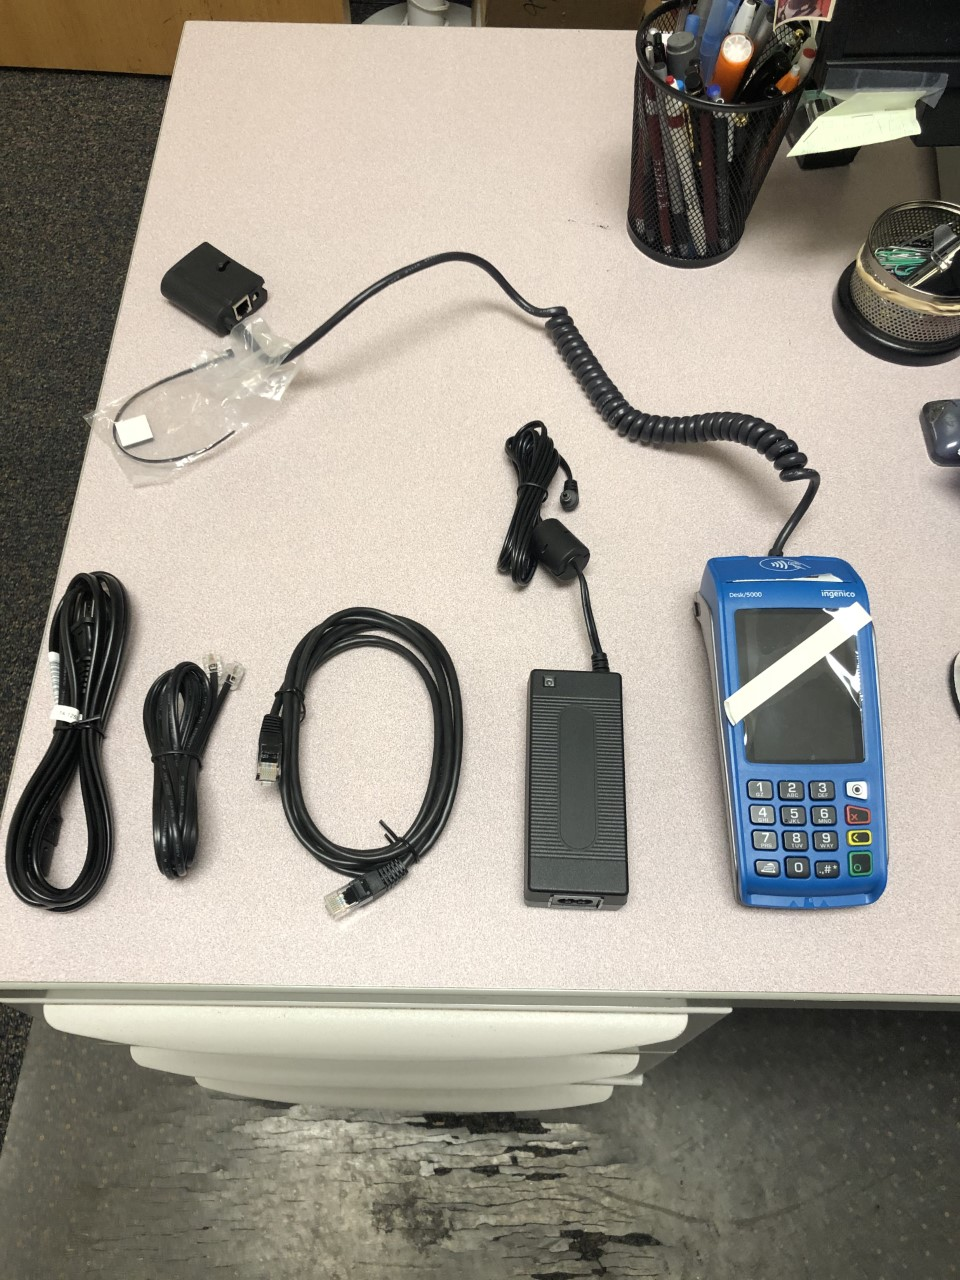 Desk/5000
ingenico
1
QZ
2
ABC
3
DEF
4
GHI
5
JKL
6
MNO
7
PRS
8
TUV
9
WXY
0
.,#*